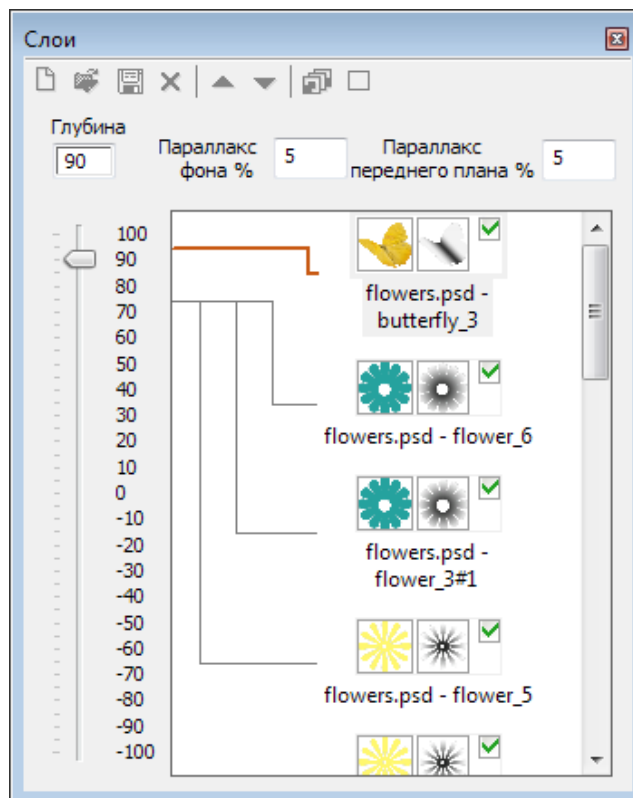 Слои
Глубина
90
Параллакс
фона %
5
Параллакс
переднего плана %
5
100
90
80
70
60
50
40
30
20
10
0
-10
-20
-30
-40
-50
-60
-70
-80
-90
-100
flowers.psd -
butterfly_3
flowers.psd - flower_6
flowers.psd -
flower_3#1
flowers.psd - flower_5